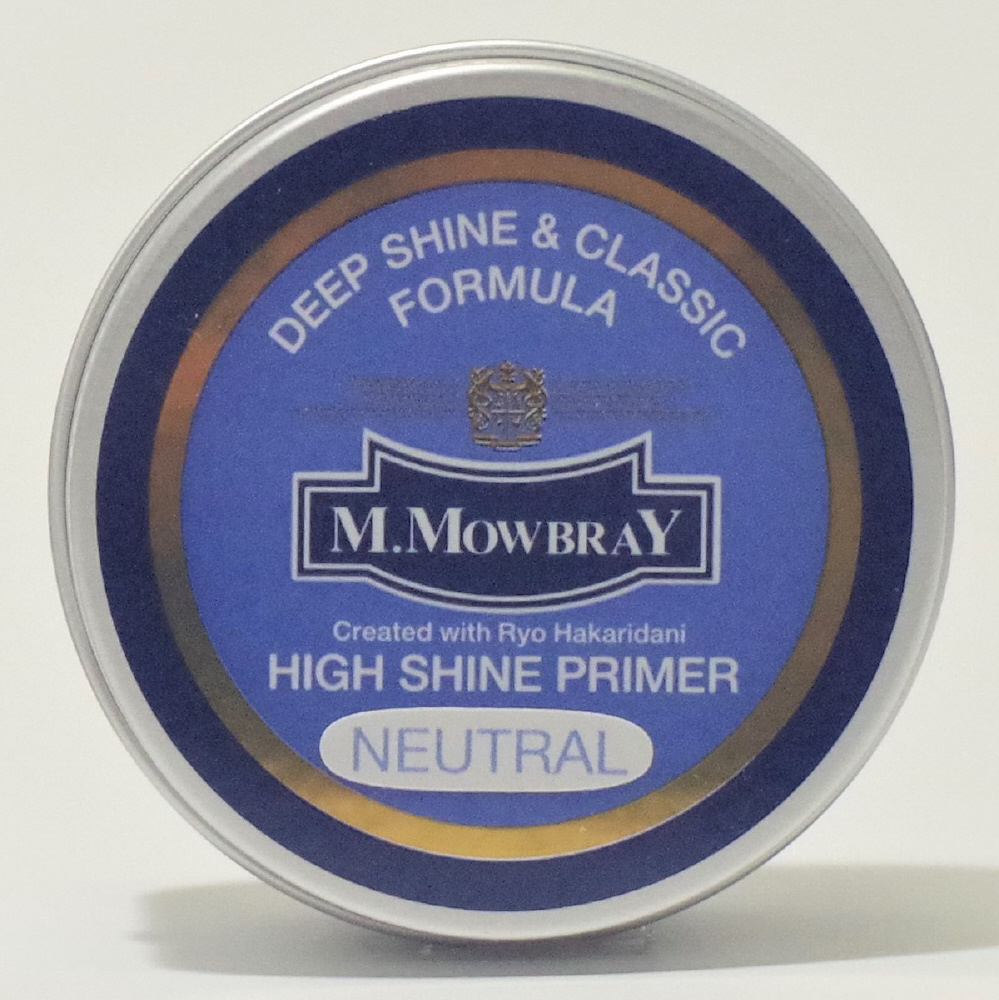 DEEP SHINE & CLASSIC
FORMULA
M.MOWBRAY
Created with Ryo Hakaridani
HIGH SHINE PRIMER
NEUTRAL